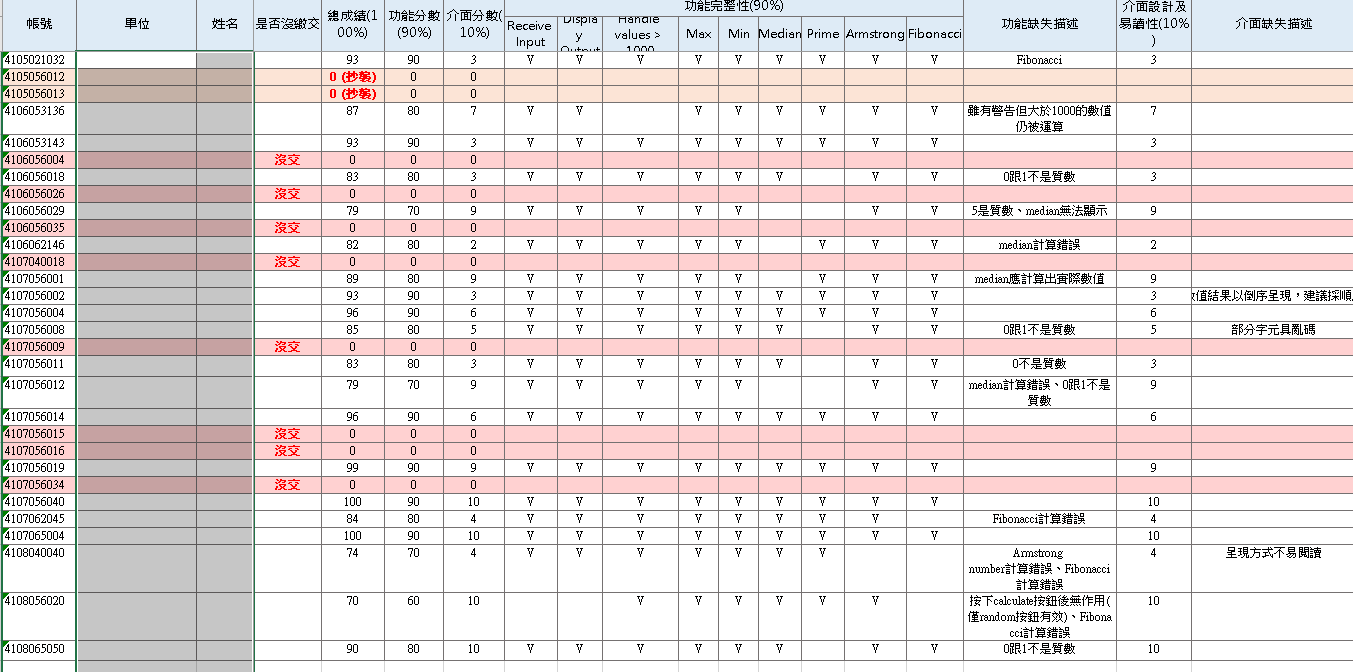 帳號 單位 姓名 是否沒繳交 總成績(100%) 功能分數(90%) 介面分數(10%) 功能完整性(90%) 功能缺失描述 介面設計及易讀性(10%) 介面缺失描述
Receive Input Display Output Handle values > 1000 Max Min Median Prime Armstrong Fibonacci
4105021032 93 90 3 V V V V V V V V V Fibonacci 3
4105056012 0 (抄襲) 0 0
4105056013 0 (抄襲) 0 0
4106053136 87 80 7 V V V V V V V V 雖有警告但大於1000的數值仍被運算 7
4106053143 93 90 3 V V V V V V V V V 3
4106056004 沒交 0 0 0
4106056018 83 80 3 V V V V V V V V 0跟1不是質數 3
4106056026 沒交 0 0 0
4106056029 79 70 9 V V V V V V V 5是質數、median無法顯示 9
4106056035 沒交 0 0 0
4106062146 82 80 2 V V V V V V V V median計算錯誤 2
4107040018 沒交 0 0 0
4107056001 89 80 9 V V V V V V V V median應計算出實際數值 9
4107056002 93 90 3 V V V V V V V V V 3 值結果以倒序呈現，建議採順
4107056004 96 90 6 V V V V V V V V V 6
4107056008 85 80 5 V V V V V V V V 0跟1不是質數 5 部分字元具亂碼
4107056009 沒交 0 0 0
4107056011 83 80 3 V V V V V V V V 0不是質數 3
4107056012 79 70 9 V V V V V V V median計算錯誤、0跟1不是質數 9
4107056014 96 90 6 V V V V V V V V V 6
4107056015 沒交 0 0 0
4107056016 沒交 0 0 0
4107056019 99 90 9 V V V V V V V V V 9
4107056034 沒交 0 0 0
4107056040 100 90 10 V V V V V V V V V 10
4107062045 84 80 4 V V V V V V V V Fibonacci計算錯誤 4
4107065004 100 90 10 V V V V V V V V V 10
4108040040 74 70 4 V V V V V V V Armstrong number計算錯誤、Fibonacci計算錯誤 4 呈現方式不易閱讀
4108056020 70 60 10 V V V V V V 按下calculate按鈕後無作用(僅random按鈕有效)、Fibonacci計算錯誤 10
4108065050 90 80 10 V V V V V V V V 0跟1不是質數 10